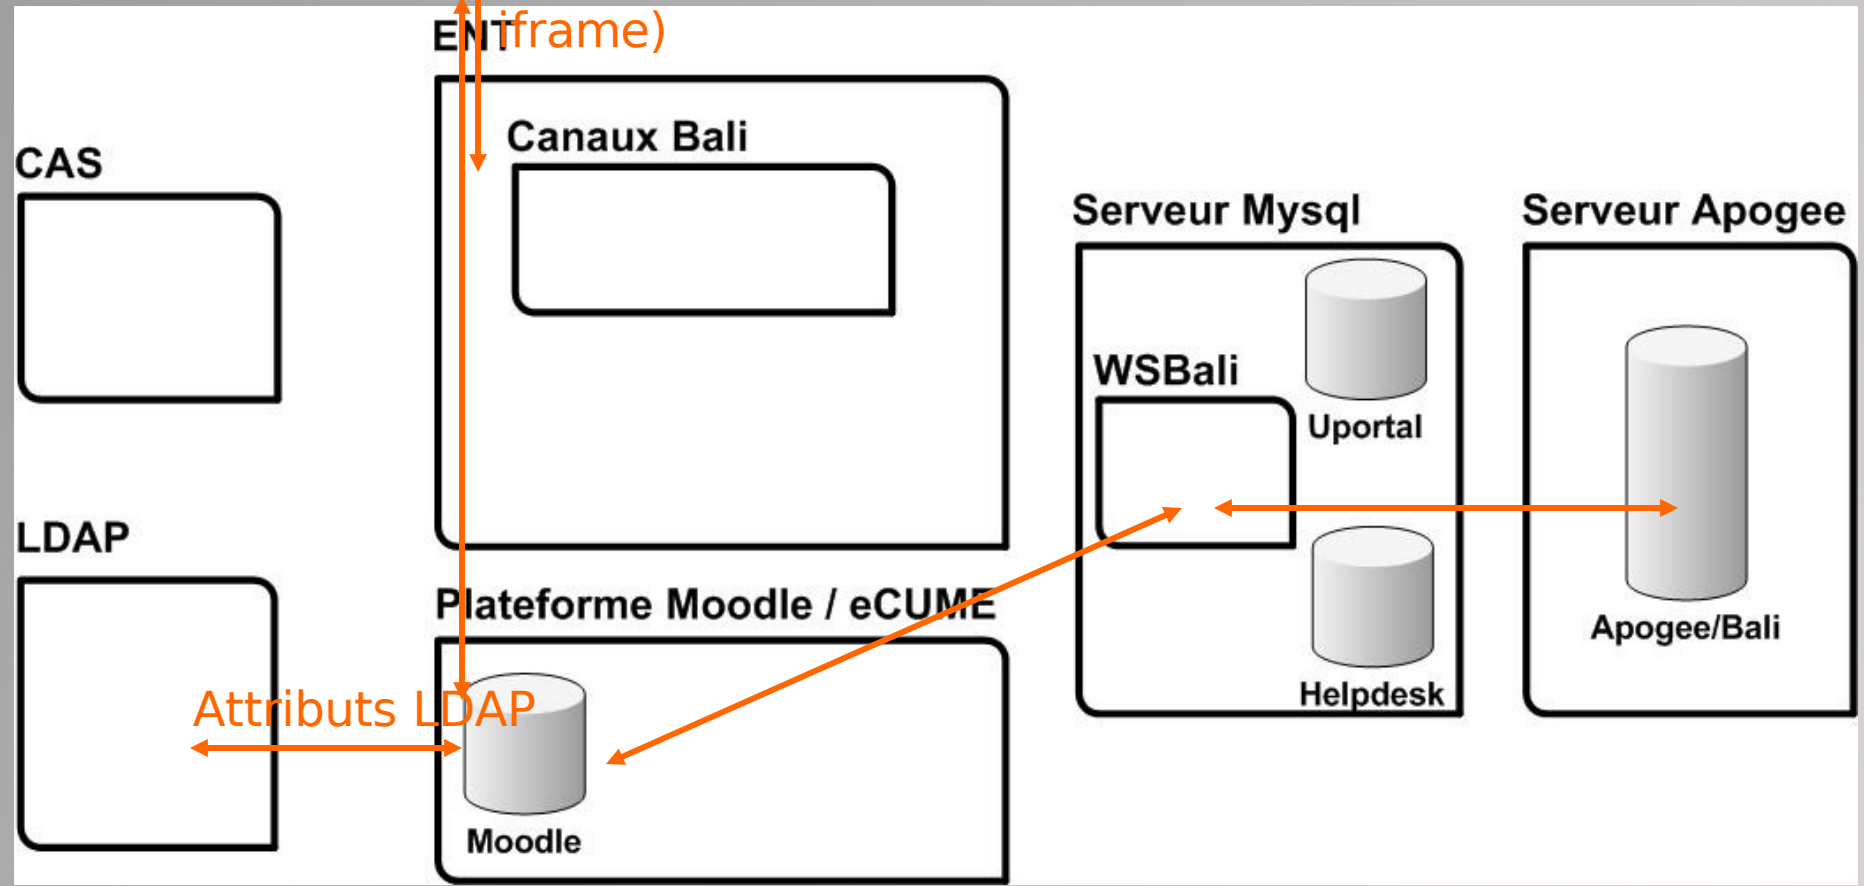 iframe)
ENT
Canaux Bali
CAS
Serveur Mysql
Serveur Apogee
WSBali
Uportal
LDAP
Plateforme Moodle / eCUME
Apogee/Bali
Helpdesk
Attributs LDAP
Moodle